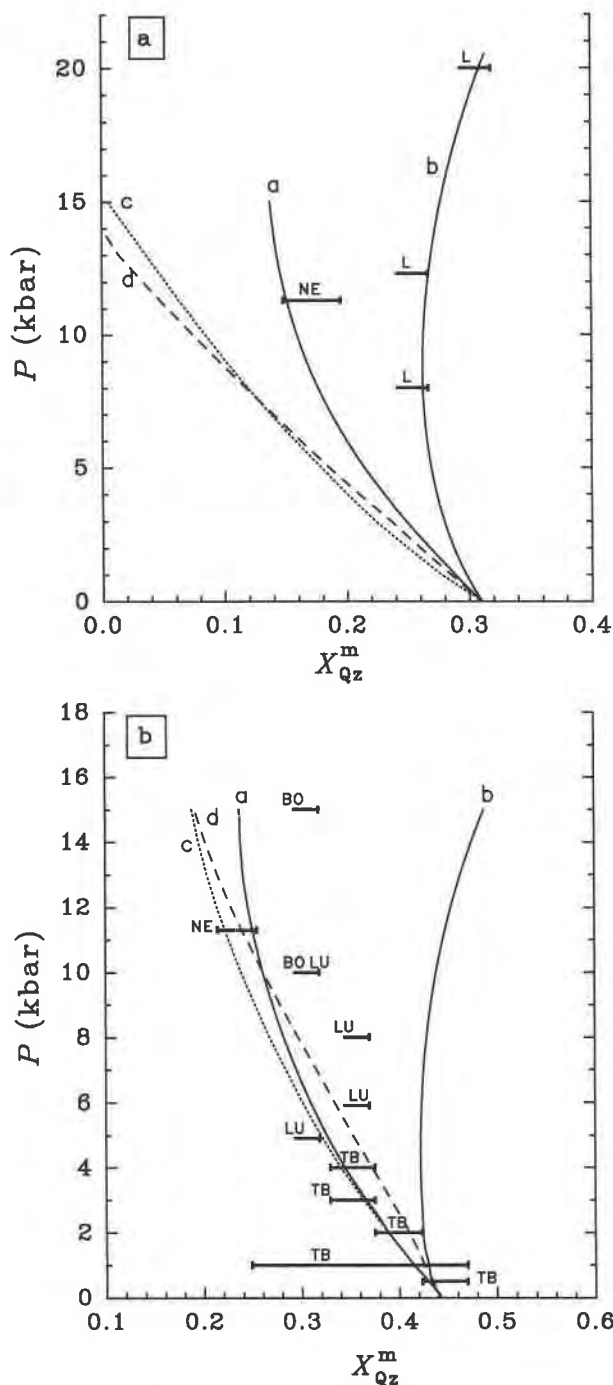 a
20
15
10
5
0
P (kbar)
L
b
a
c
L
NE
d
L
0.0 0.1 0.2 0.3 0.4
X^m_Qz
18
16
14
12
10
8
6
4
2
0
P (kbar)
b
a
BO
b
d
c
NE
BO LU
LU
LU
LU
TB
TB
TB
TB
TB
0.1 0.2 0.3 0.4 0.5 0.6
X^m_Qz